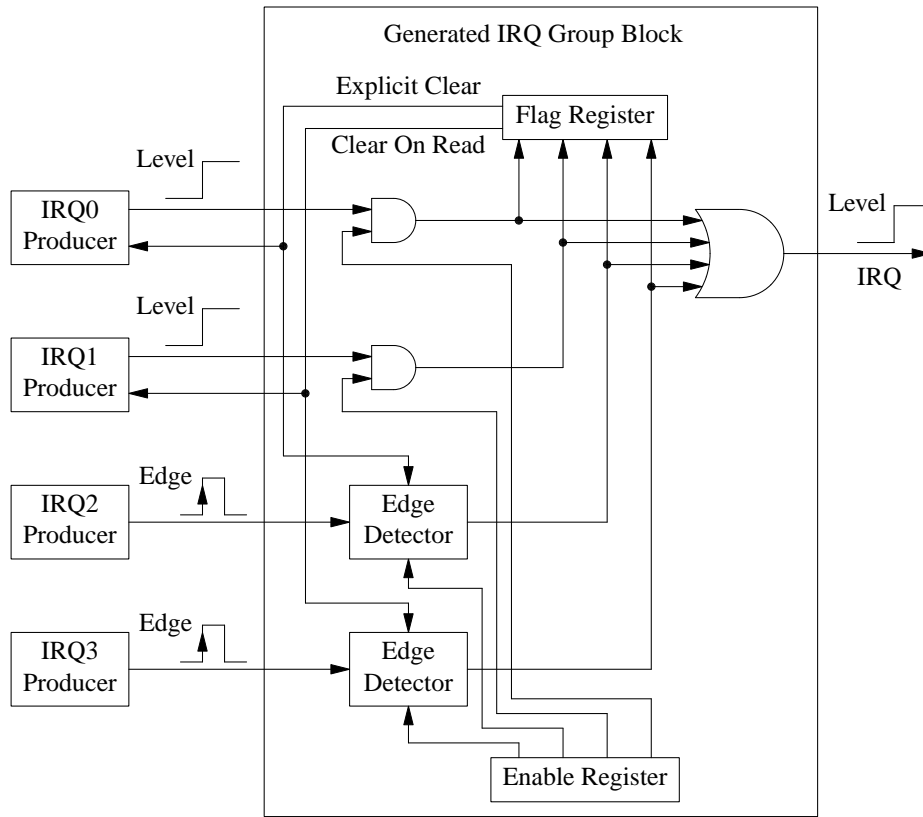 Generated IRQ Group Block
Explicit Clear
Flag Register
Clear On Read
Level
IRQ0
Producer
Level
IRQ
Level
IRQ1
Producer
Edge
IRQ2
Producer
Edge
Detector
Edge
IRQ3
Producer
Edge
Detector
Enable Register